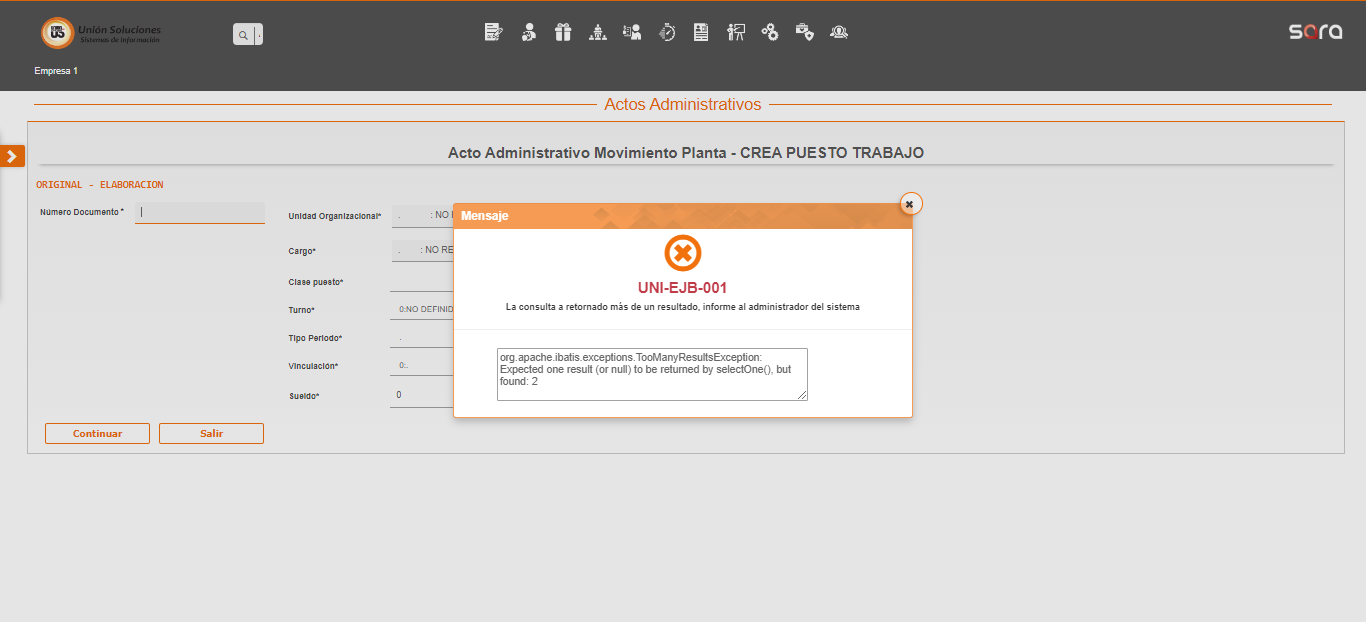 Unión Soluciones
Sistemas de Información
sora
Empresa 1
Actos Administrativos
Acto Administrativo Movimiento Planta - CREA PUESTO TRABAJO
ORIGINAL - ELABORACION
Número Documento *
Unidad Organizacional*
. : NO
Cargo*
. : NO RE
Clase puesto*
Turno*
0:NO DEFINID
Tipo Periodo*
.
Vinculación*
0:.
Sueldo*
0
Continuar
Salir
Mensaje
UNI-EJB-001
La consulta a retornado más de un resultado, informe al administrador del sistema
org.apache.ibatis.exceptions.TooManyResultsException:
Expected one result (or null) to be returned by selectOne(), but
found: 2